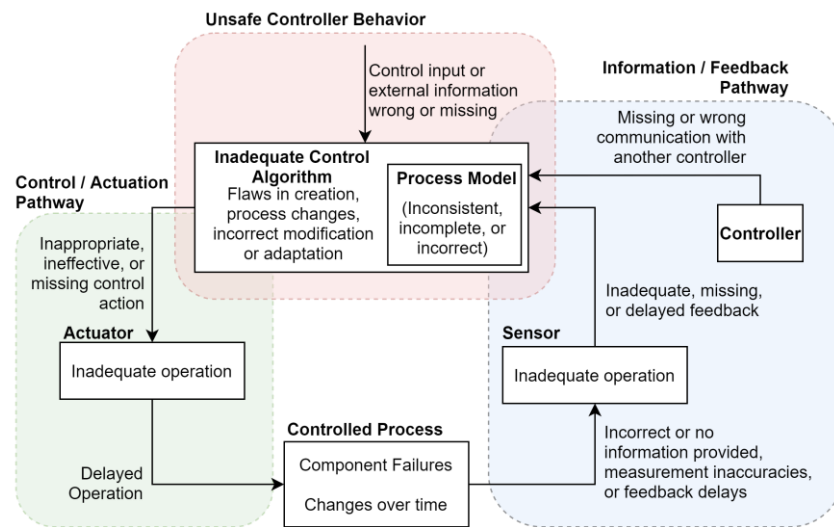 Unsafe Controller Behavior
Control input or
external information
wrong or missing
Information / Feedback
Pathway
Missing or wrong
communication with
another controller
Inadequate Control
Algorithm
Flaws in creation,
process changes,
incorrect modification
or adaptation
Process Model
(Inconsistent,
incomplete, or
incorrect)
Controller
Control / Actuation
Pathway
Inappropriate,
ineffective, or
missing control
action
Inadequate, missing,
or delayed feedback
Actuator
Inadequate operation
Sensor
Inadequate operation
Controlled Process
Component Failures
Changes over time
Delayed
Operation
Incorrect or no
information provided,
measurement inaccuracies,
or feedback delays